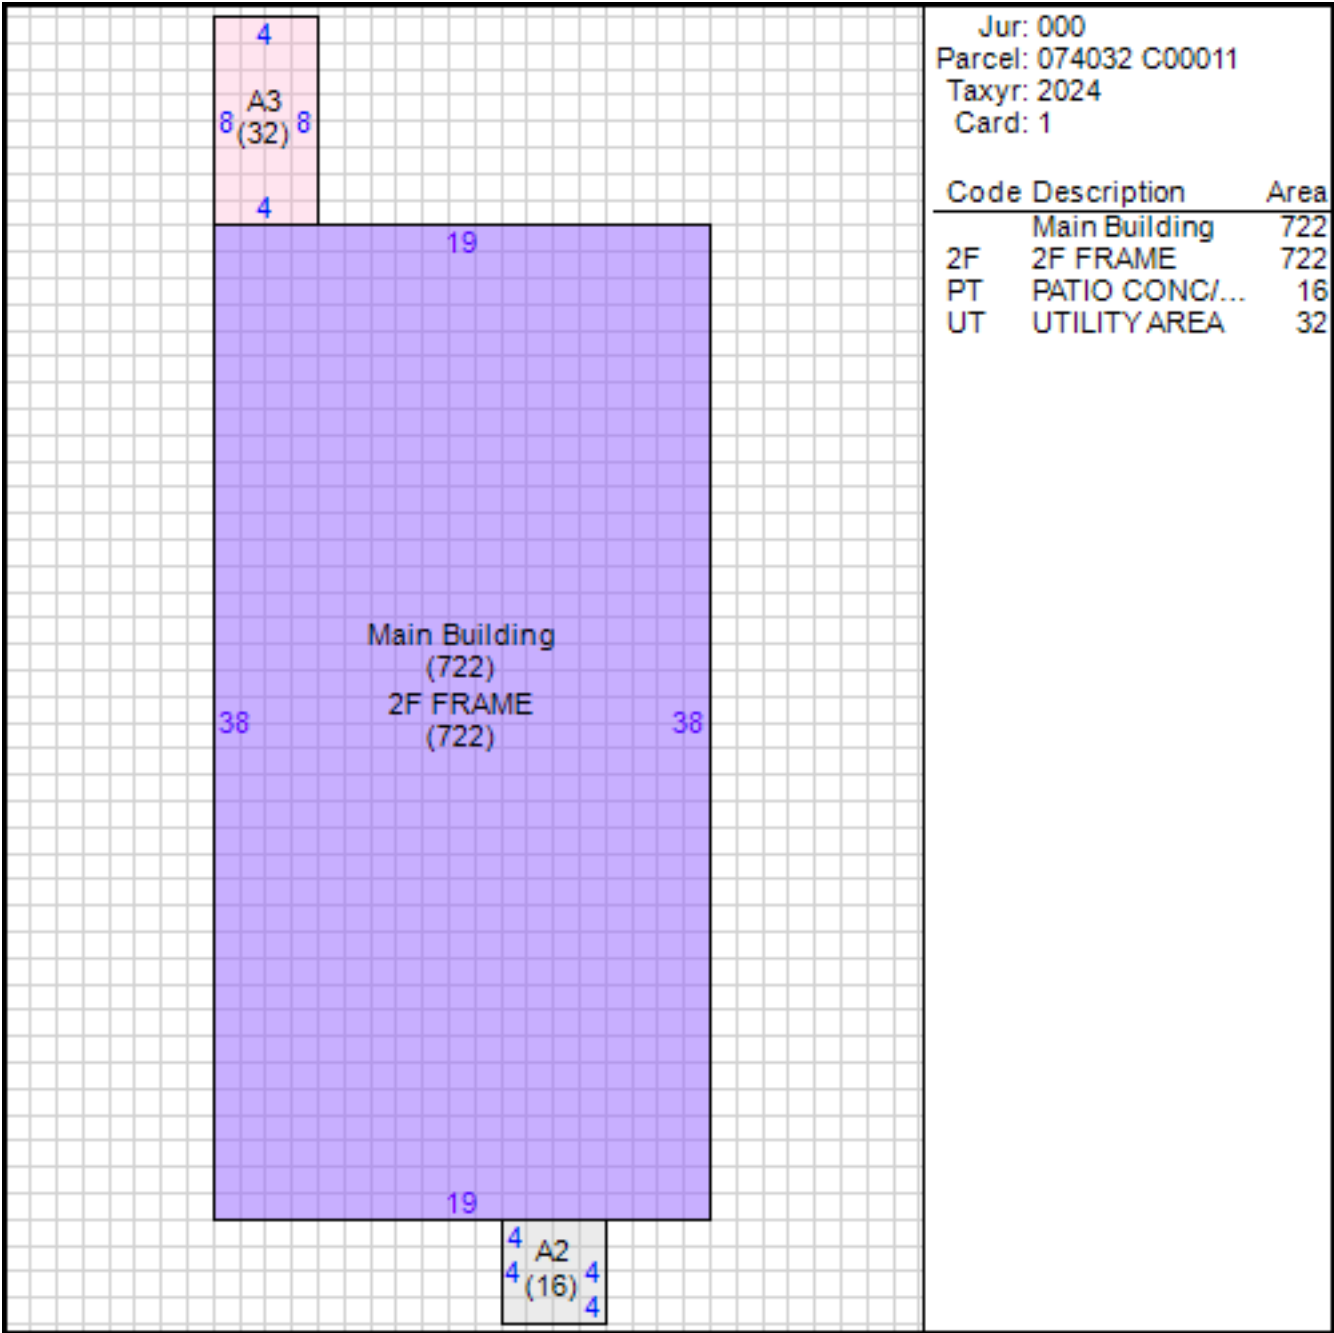 4
A3
8 (32) 8
4
19
Main Building
(722)
2F FRAME
(722)
38 38
19
4
A2
4 (16) 4
4
Jur: 000
Parcel: 074032 C00011
Taxyr: 2024
Card: 1
Code Description Area
Main Building 722
2F 2F FRAME 722
PT PATIO CONC/... 16
UT UTILITY AREA 32